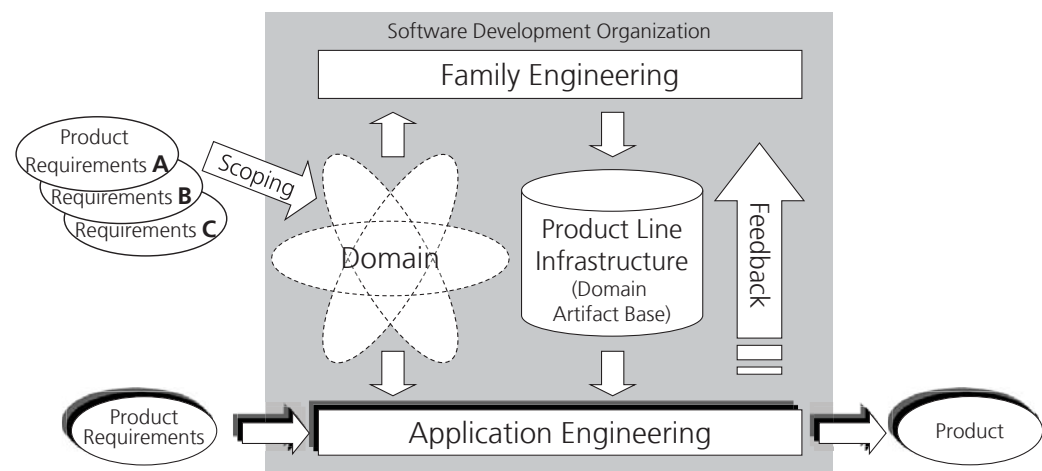 Software Development Organization
Family Engineering
Product
Requirements A
Requirements B
Requirements C
Scoping
Domain
Product Line
Infrastructure
(Domain
Artifact Base)
Feedback
Product
Requirements
Application Engineering
Product